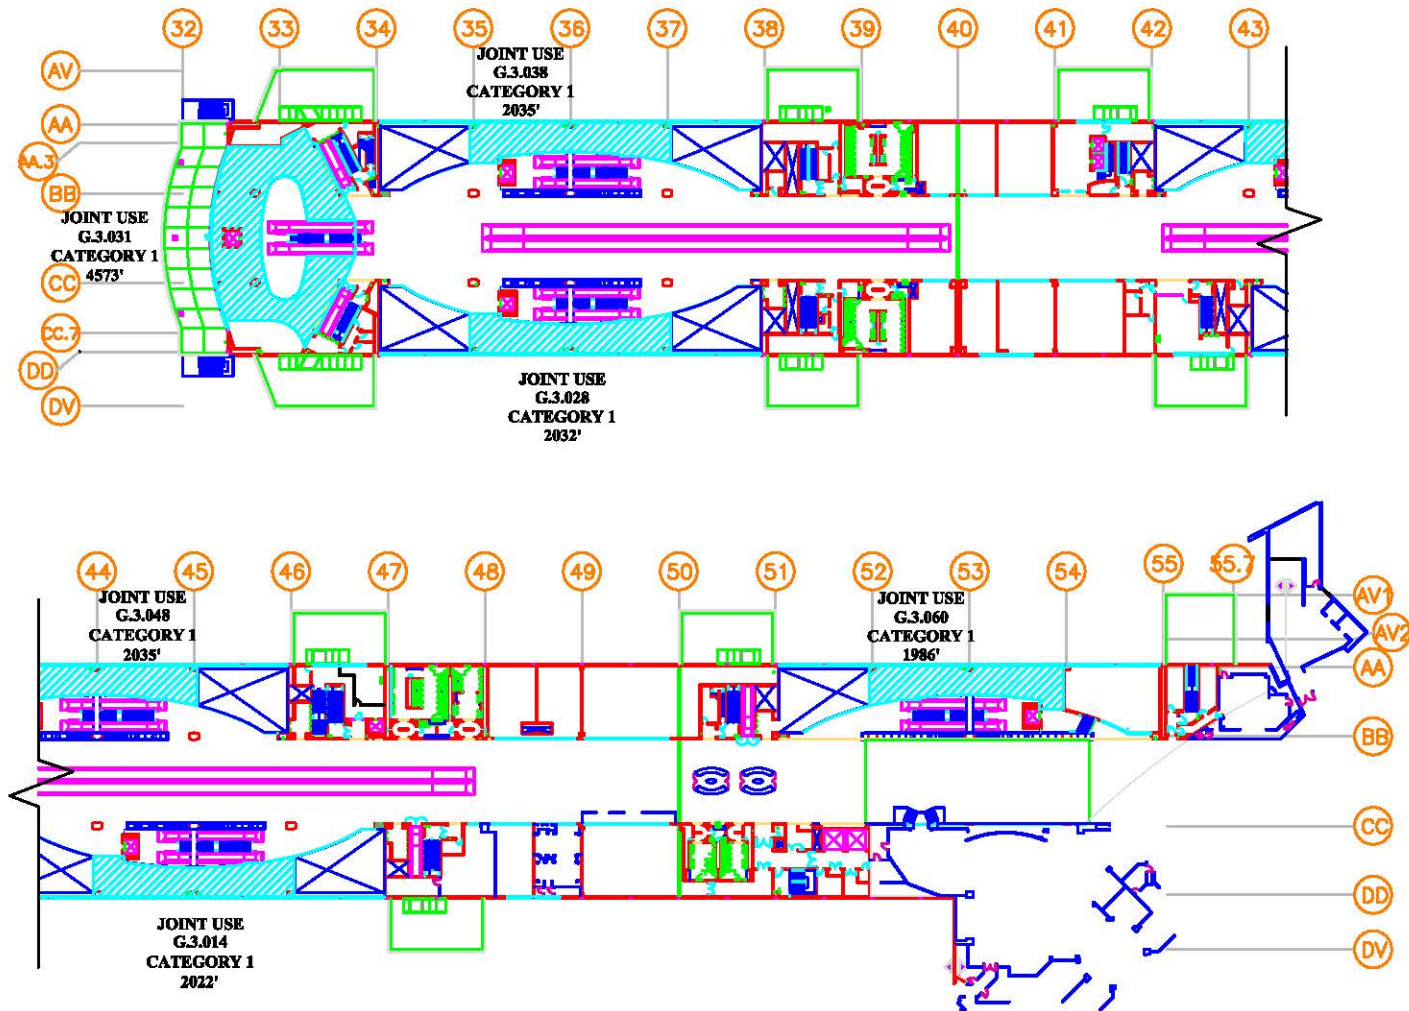 32 33 34 35 36 37 38 39 40 41 42 43
AV
AA
AA.3
BB
CC
CC.7
DD
DV
JOINT USE
G.3.038
CATEGORY 1
2035'
JOINT USE
G.3.031
CATEGORY 1
4573'
JOINT USE
G.3.028
CATEGORY 1
2032'
44 45 46 47 48 49 50 51 52 53 54 55 55.7
JOINT USE
G.3.048
CATEGORY 1
2035'
JOINT USE
G.3.060
CATEGORY 1
1986'
AV1
AV2
AA
BB
CC
DD
DV
JOINT USE
G.3.014
CATEGORY 1
2022'